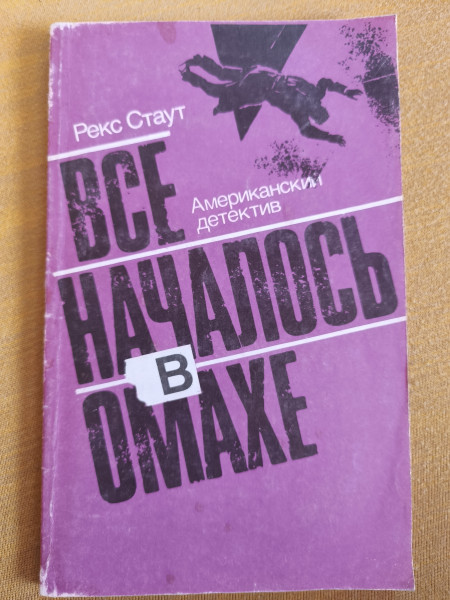 Рекс Стаут
ВСЕ
Американский
детектив
НАЧАЛОСЬ
В
ОМАХЕ